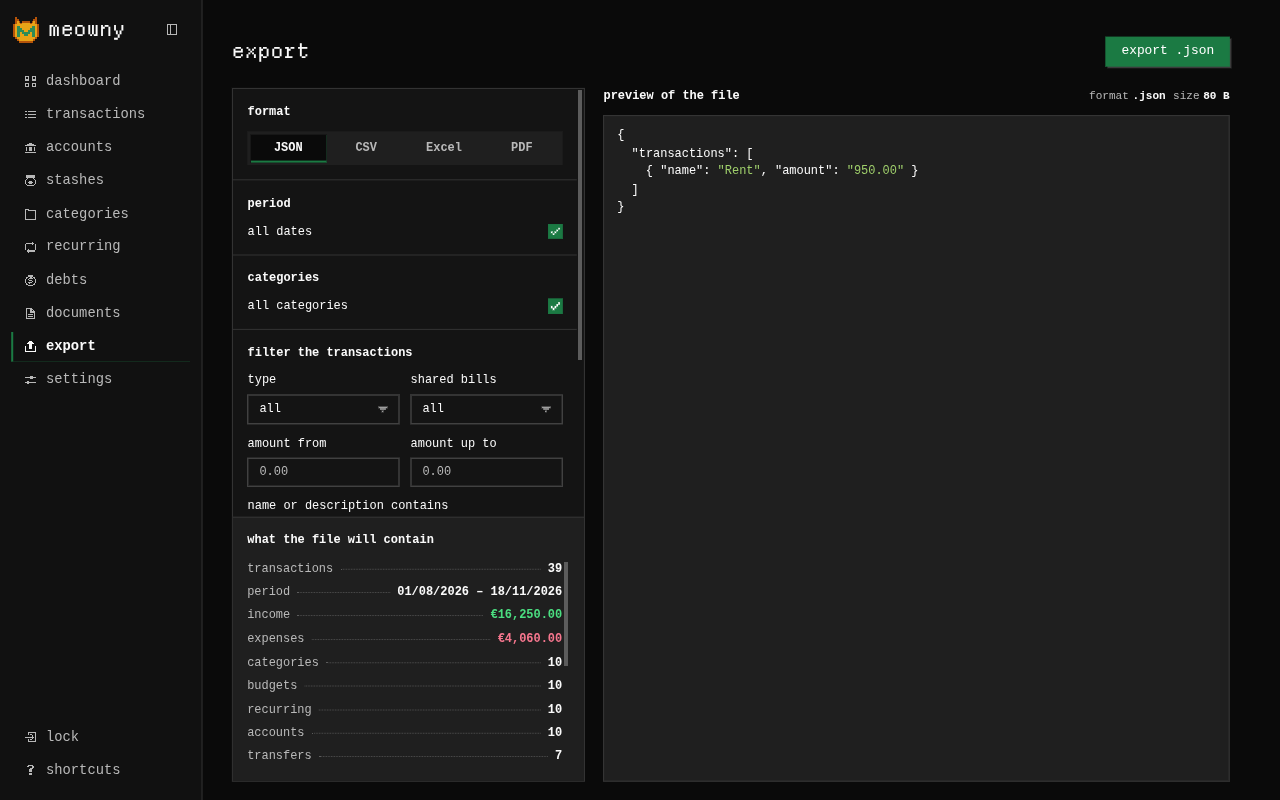 meowny
dashboard
transactions
accounts
stashes
categories
recurring
debts
documents
export
settings
lock
shortcuts
export
export .json
format
JSON CSV Excel PDF
period
all dates
categories
all categories
filter the transactions
type shared bills
all all
amount from amount up to
0.00 0.00
name or description contains
what the file will contain
transactions 39
period 01/08/2026 – 18/11/2026
income €16,250.00
expenses €4,060.00
categories 10
budgets 10
recurring 10
accounts 10
transfers 7
preview of the file format .json size 80 B
{
"transactions": [
{ "name": "Rent", "amount": "950.00" }
]
}